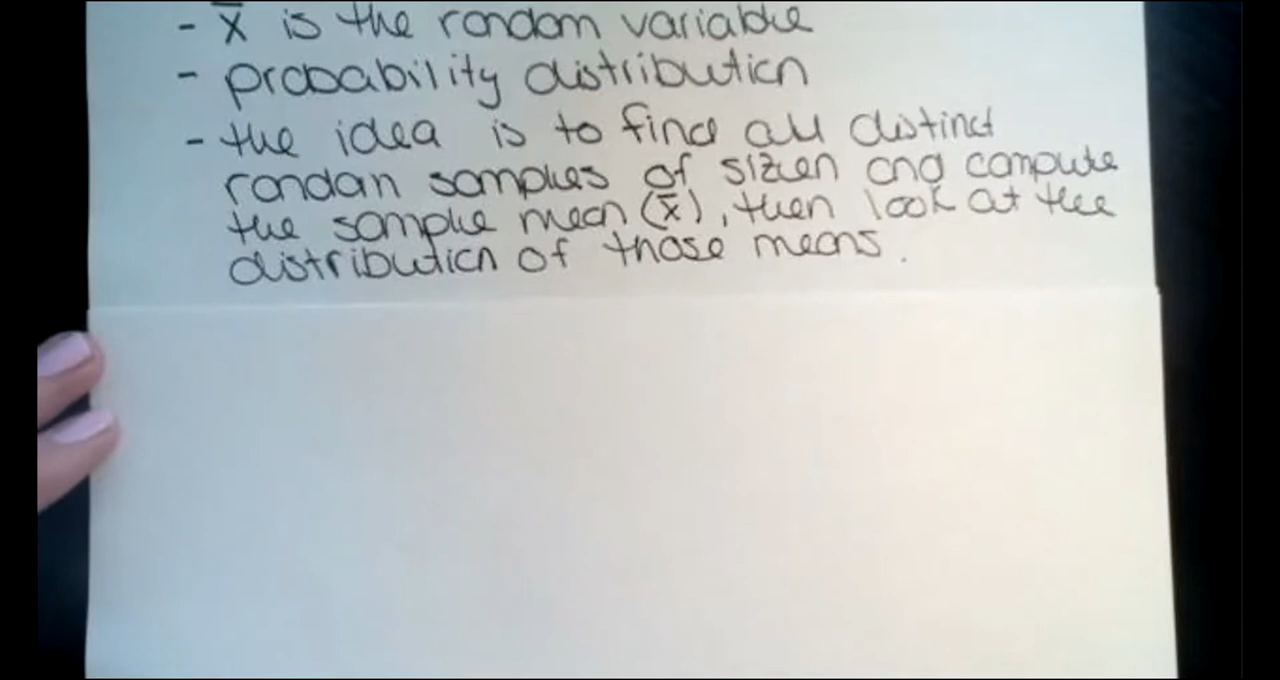 - x̄ is the random variable
- probability distribution
- the idea is to find all distinct
random samples of size n and compute
the sample mean (x̄), then look at the
distribution of those means.